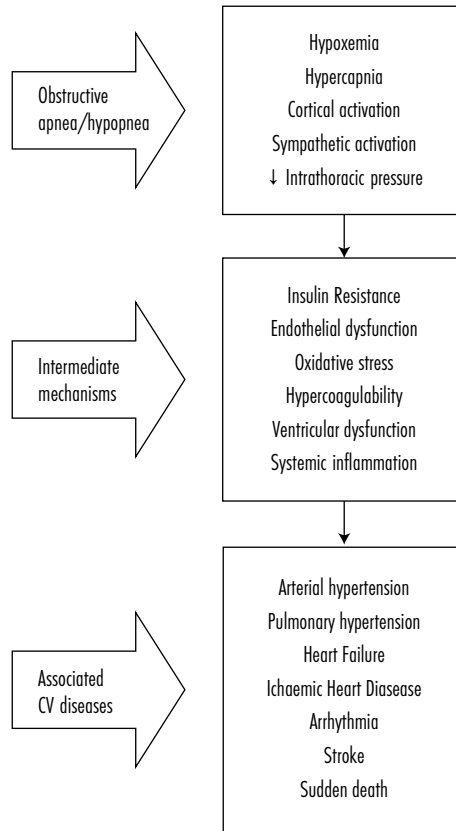 Obstructive
apnea/hypopnea
Hypoxemia
Hypercapnia
Cortical activation
Sympathetic activation
↓ Intrathoracic pressure
Intermediate
mechanisms
Insulin Resistance
Endothelial dysfunction
Oxidative stress
Hypercoagulability
Ventricular dysfunction
Systemic inflammation
Associated
CV diseases
Arterial hypertension
Pulmonary hypertension
Heart Failure
Ichaemic Heart Diasease
Arrhythmia
Stroke
Sudden death